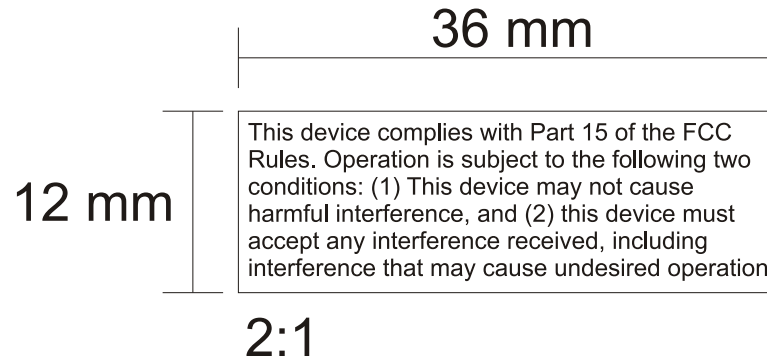 36 mm
12 mm
This device complies with Part 15 of the FCC
Rules. Operation is subject to the following two
conditions: (1) This device may not cause
harmful interference, and (2) this device must
accept any interference received, including
interference that may cause undesired operation
2:1